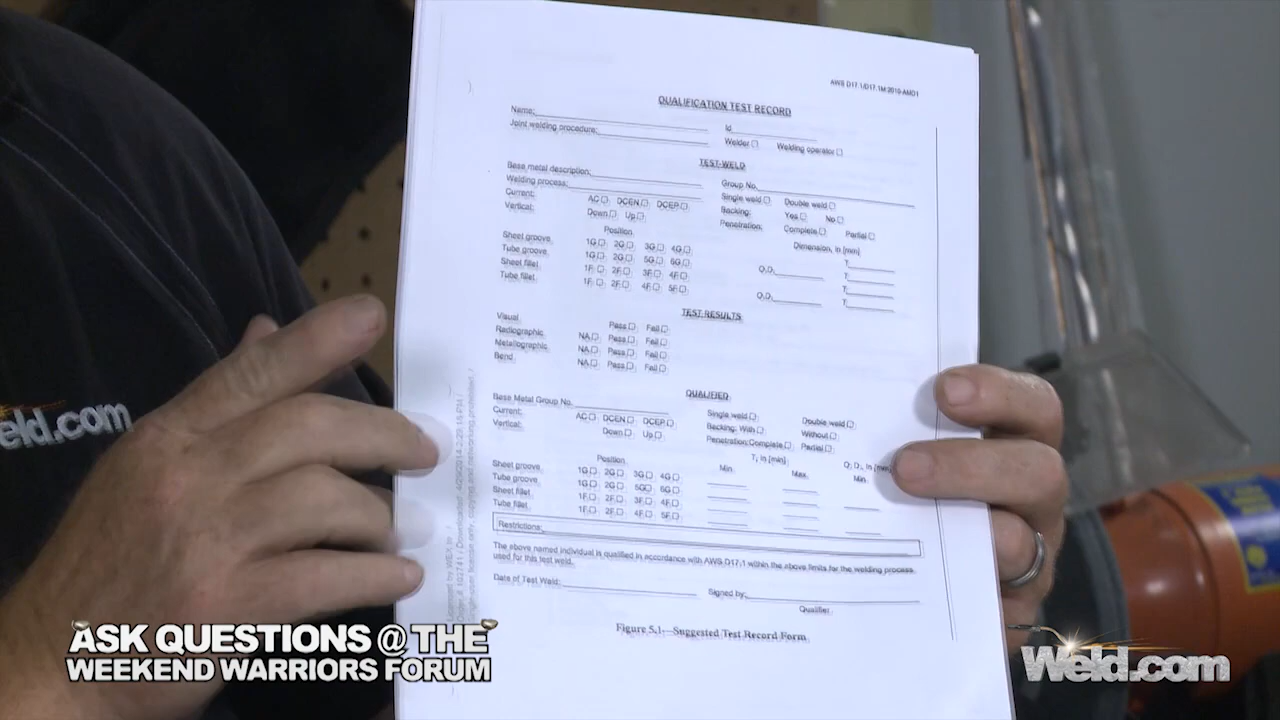 AWS D17.1/D17.1M:2010-AMD1
QUALIFICATION TEST RECORD
Name: Id
Joint welding procedure: Welder Welding operator
TEST WELD
Base metal description: Group No.
Welding process: Single weld Double weld
Current: AC DCEN DCEP Backing: Yes No
Vertical: Down Up Penetration: Complete Partial
Position Dimension, in [mm]
Sheet groove 1G 2G 3G 4G T
Tube groove 1G 2G 5G 6G O.D. T
Sheet fillet 1F 2F 3F 4F T
Tube fillet 1F 2F 4F 5F O.D. T
TEST RESULTS
Visual Pass Fail
Radiographic NA Pass Fail
Metallographic NA Pass Fail
Bend NA Pass Fail
QUALIFIED
Base Metal Group No. Single weld Double weld
Current: AC DCEN DCEP Backing: With Without
Vertical: Down Up Penetration: Complete Partial
Position T, in [mm] O.D., in [mm]
Min. Max. Min.
Sheet groove 1G 2G 3G 4G
Tube groove 1G 2G 5G 6G
Sheet fillet 1F 2F 3F 4F
Tube fillet 1F 2F 4F 5F
Restrictions:
The above named individual is qualified in accordance with AWS D17.1 within the above limits for the welding process
used for this test weld.
Date of Test Weld: Signed by:
Qualifier
Figure 5.1—Suggested Test Record Form
eld.com
ASK QUESTIONS @ THE
WEEKEND WARRIORS FORUM
Weld.com